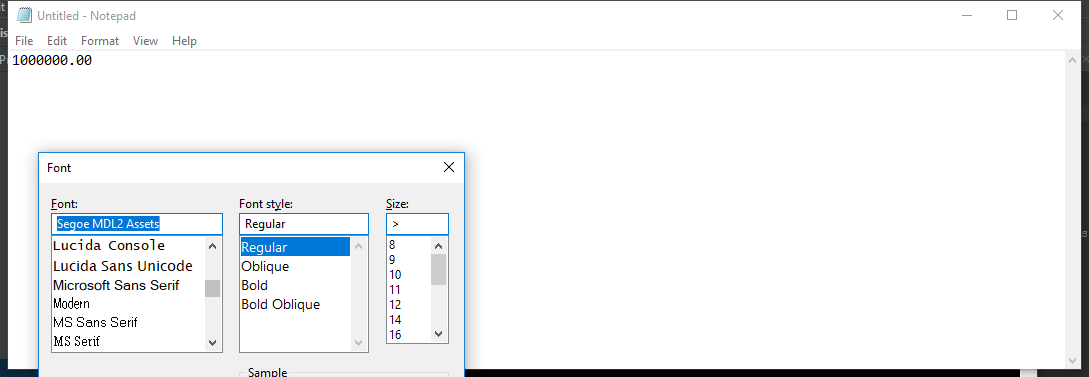 Untitled - Notepad
File Edit Format View Help
1000000.00
Font
Font: Font style: Size:
Segoe MDL2 Assets Regular >
Lucida Console
Lucida Sans Unicode
Microsoft Sans Serif
Modern
MS Sans Serif
MS Serif
Regular
Oblique
Bold
Bold Oblique
8
9
10
11
12
14
16
Sample